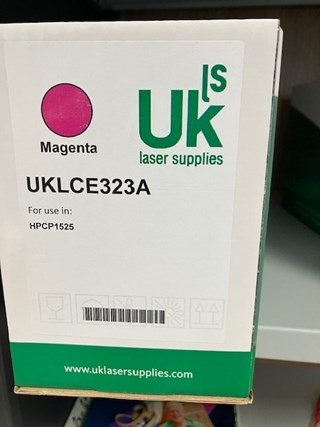 ls
Uk
laser supplies
Magenta
UKLCE323A
For use in:
HPCP1525
www.uklasersupplies.com